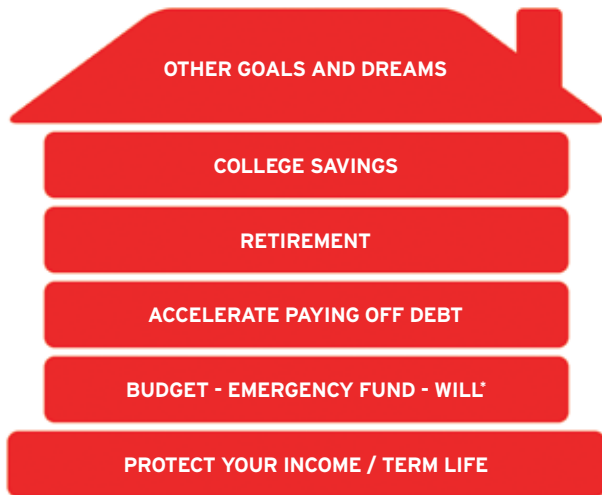 OTHER GOALS AND DREAMS
COLLEGE SAVINGS
RETIREMENT
ACCELERATE PAYING OFF DEBT
BUDGET - EMERGENCY FUND - WILL*
PROTECT YOUR INCOME / TERM LIFE